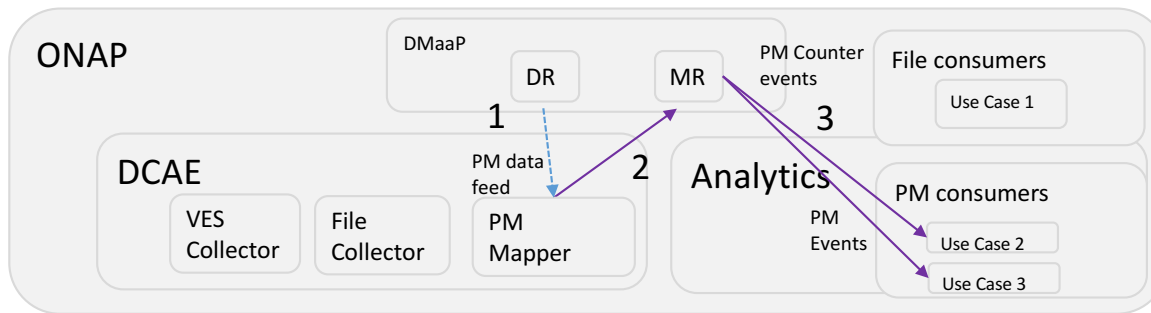 ONAP
DMaaP
DR
MR
PM Counter
events
File consumers
Use Case 1
1
3
2
DCAE
PM data
feed
VES
Collector
File
Collector
PM
Mapper
Analytics
PM
Events
PM consumers
Use Case 2
Use Case 3